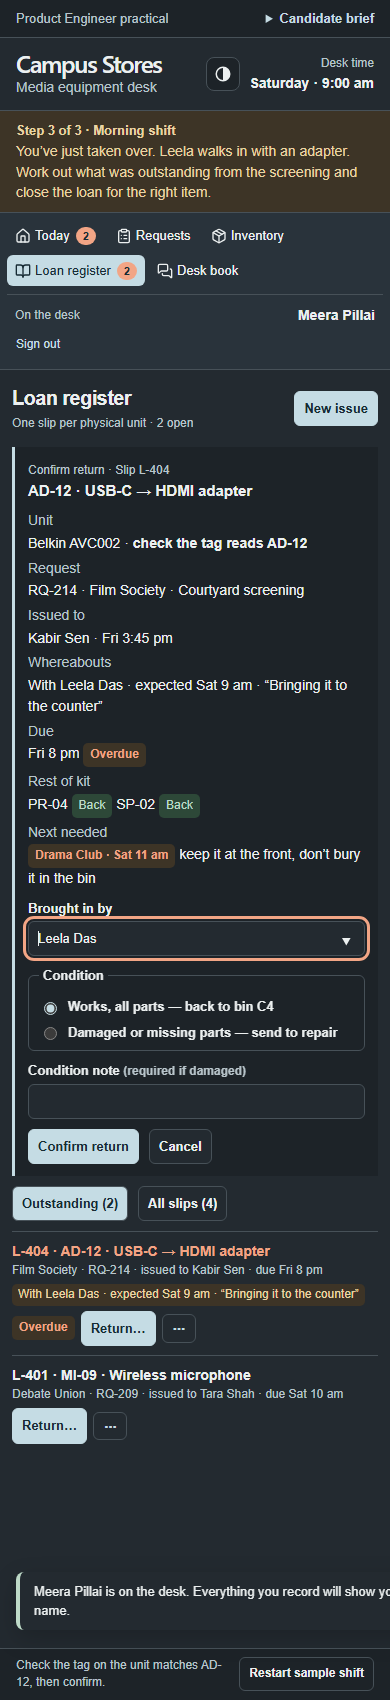 Product Engineer practical
▶ Candidate brief
Campus Stores
Media equipment desk
Desk time
Saturday · 9:00 am
Step 3 of 3 · Morning shift
You've just taken over. Leela walks in with an adapter.
Work out what was outstanding from the screening and
close the loan for the right item.
Today 2
Requests
Inventory
Loan register 2
Desk book
On the desk
Meera Pillai
Sign out
Loan register
One slip per physical unit · 2 open
New issue
Confirm return · Slip L-404
AD-12 · USB-C → HDMI adapter
Unit
Belkin AVC002 · check the tag reads AD-12
Request
RQ-214 · Film Society · Courtyard screening
Issued to
Kabir Sen · Fri 3:45 pm
Whereabouts
With Leela Das · expected Sat 9 am · “Bringing it to
the counter”
Due
Fri 8 pm Overdue
Rest of kit
PR-04 Back SP-02 Back
Next needed
Drama Club · Sat 11 am keep it at the front, don’t bury
it in the bin
Brought in by
Leela Das
Condition
Works, all parts — back to bin C4
Damaged or missing parts — send to repair
Condition note (required if damaged)
Confirm return
Cancel
Outstanding (2)
All slips (4)
L-404 · AD-12 · USB-C → HDMI adapter
Film Society · RQ-214 · issued to Kabir Sen · due Fri 8 pm
With Leela Das · expected Sat 9 am · “Bringing it to the counter”
Overdue
Return…
---
L-401 · MI-09 · Wireless microphone
Debate Union · RQ-209 · issued to Tara Shah · due Sat 10 am
Return…
---
Meera Pillai is on the desk. Everything you record will show
name.
Check the tag on the unit matches AD-
12, then confirm.
Restart sample shift